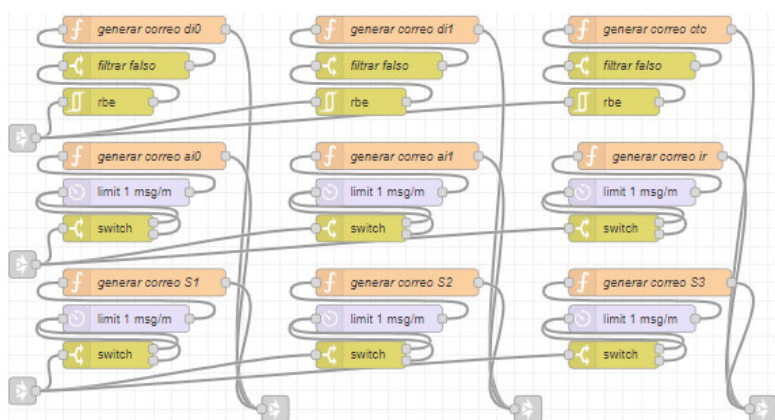 generar correo di0
generar correo di1
generar correo cto
filtrar falso
filtrar falso
filtrar falso
rbe
rbe
rbe
generar correo ai0
generar correo ai1
generar correo ir
limit 1 msg/m
limit 1 msg/m
limit 1 msg/m
switch
switch
switch
generar correo S1
generar correo S2
generar correo S3
limit 1 msg/m
limit 1 msg/m
limit 1 msg/m
switch
switch
switch